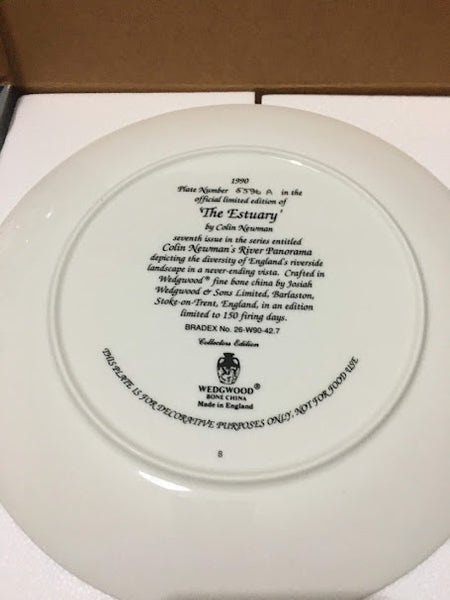 1990
Plate Number 5596 A in the
official limited edition of
'The Estuary'
by Colin Newman
seventh issue in the series entitled
Colin Newman's River Panorama
depicting the diversity of England's riverside
landscape in a never-ending vista. Crafted in
Wedgwood® fine bone china by Josiah
Wedgwood & Sons Limited, Barlaston,
Stoke-on-Trent, England, in an edition
limited to 150 firing days.
BRADEX No. 26-W90-42.7
Collectors Edition
WEDGWOOD®
BONE CHINA
Made in England
THIS PLATE IS FOR DECORATIVE PURPOSES ONLY. NOT FOR FOOD USE
8